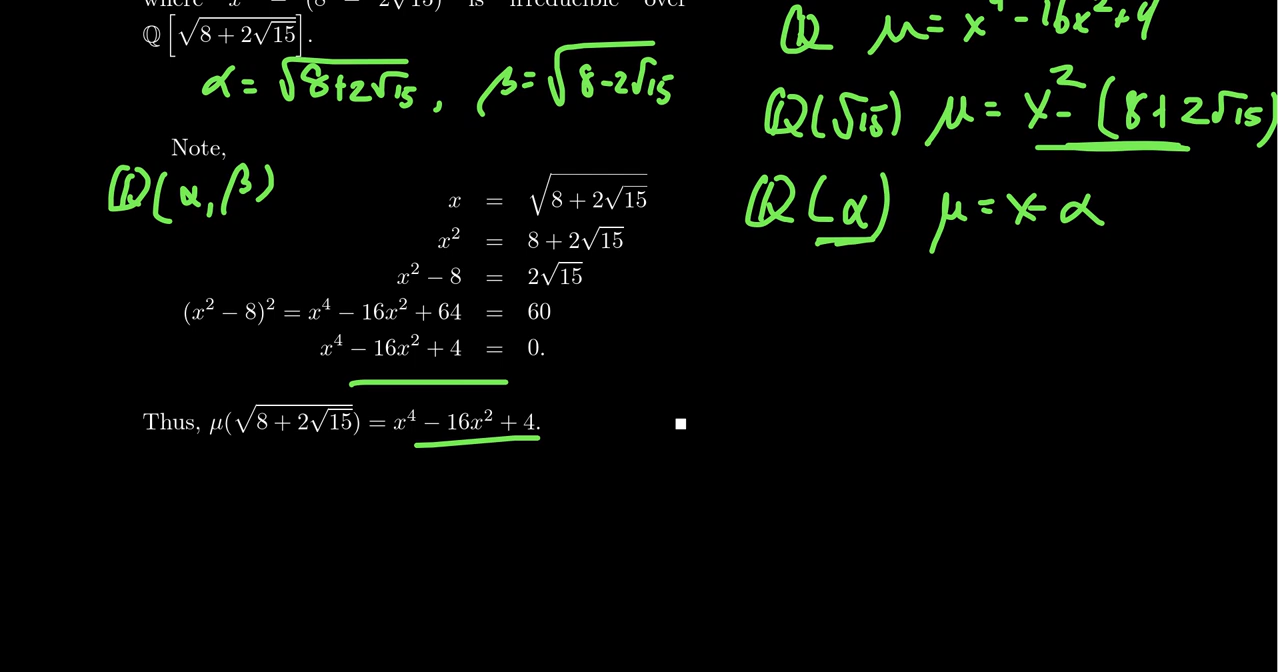 where x² − (8 − 2√15) is irreducible over
ℚ[√(8 + 2√15)].
α = √(8+2√15), β = √(8-2√15)
Note,
ℚ(α, β)
x = √(8 + 2√15)
x² = 8 + 2√15
x² − 8 = 2√15
(x² − 8)² = x⁴ − 16x² + 64 = 60
x⁴ − 16x² + 4 = 0.
Thus, μ(√(8 + 2√15)) = x⁴ − 16x² + 4. ■
ℚ μ = x⁴ - 16x² + 4
ℚ(√15) μ = x² - (8+2√15)
ℚ(α) μ = x - α